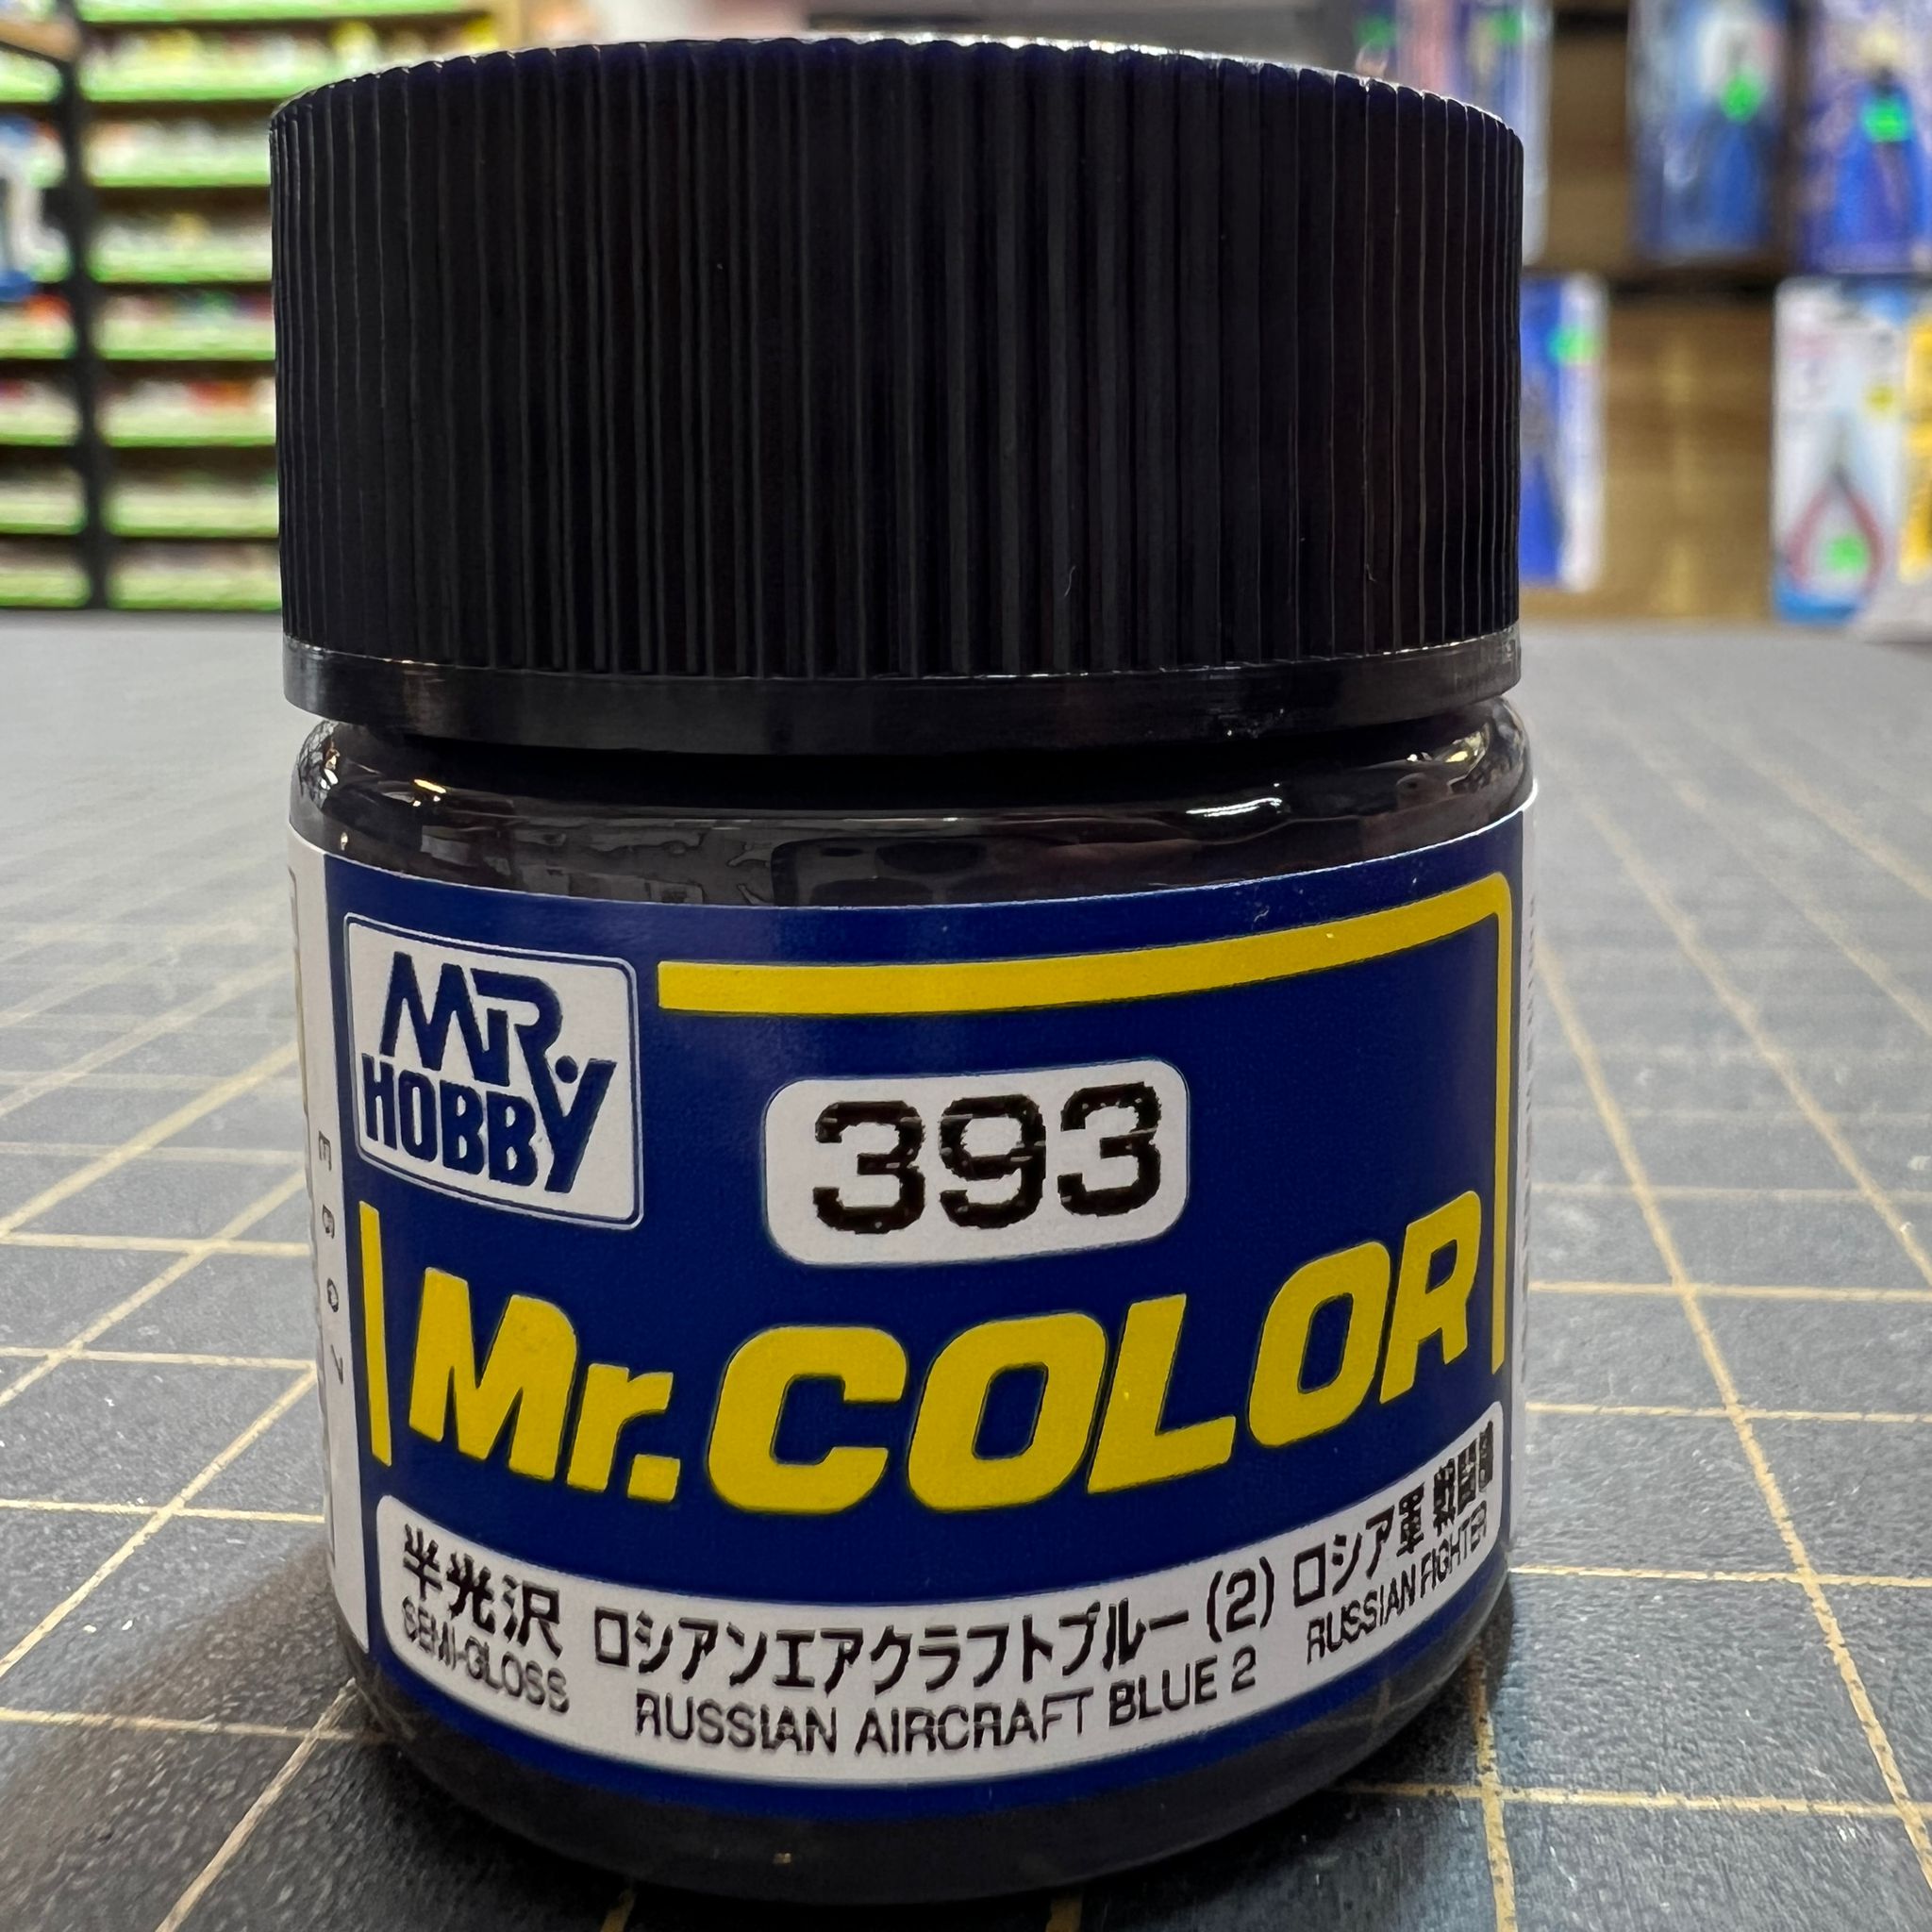 MR.
HOBBY
393
Mr.COLOR
半光沢 ロシアンエアクラフトブルー (2) ロシア軍 戦闘機
SEMI-GLOSS RUSSIAN AIRCRAFT BLUE 2 RUSSIAN FIGHTER